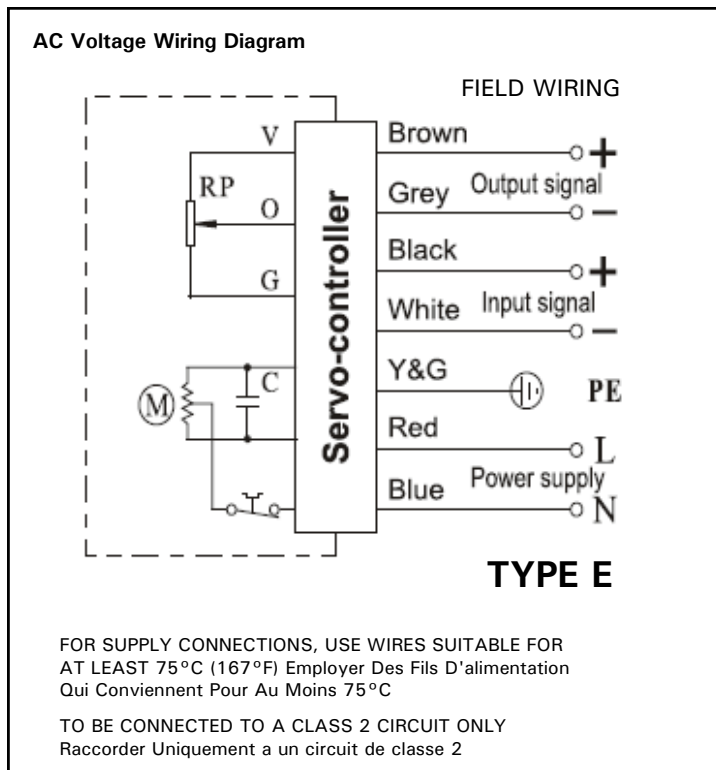 AC Voltage Wiring Diagram
FIELD WIRING
V
Brown
+
RP
Output signal
O
Grey
−
Servo-controller
Black
+
G
Input signal
White
−
Y&G
PE
C
M
Red
L
Power supply
Blue
N
TYPE E
FOR SUPPLY CONNECTIONS, USE WIRES SUITABLE FOR
AT LEAST 75°C (167°F) Employer Des Fils D'alimentation
Qui Conviennent Pour Au Moins 75°C
TO BE CONNECTED TO A CLASS 2 CIRCUIT ONLY
Raccorder Uniquement a un circuit de classe 2